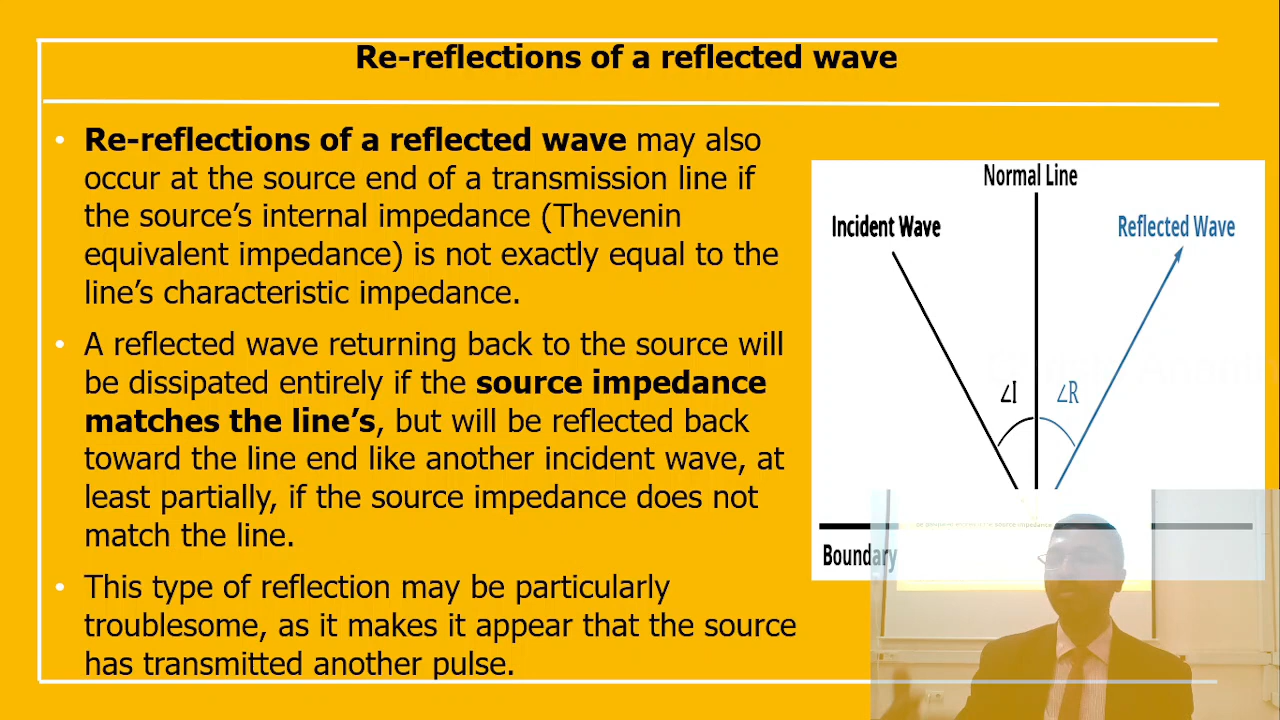 Re-reflections of a reflected wave
• Re-reflections of a reflected wave may also
occur at the source end of a transmission line if
the source’s internal impedance (Thevenin
equivalent impedance) is not exactly equal to the
line’s characteristic impedance.
• A reflected wave returning back to the source will
be dissipated entirely if the source impedance
matches the line’s, but will be reflected back
toward the line end like another incident wave, at
least partially, if the source impedance does not
match the line.
• This type of reflection may be particularly
troublesome, as it makes it appear that the source
has transmitted another pulse.
Normal Line
Incident Wave
Reflected Wave
∠I
∠R
Boundary